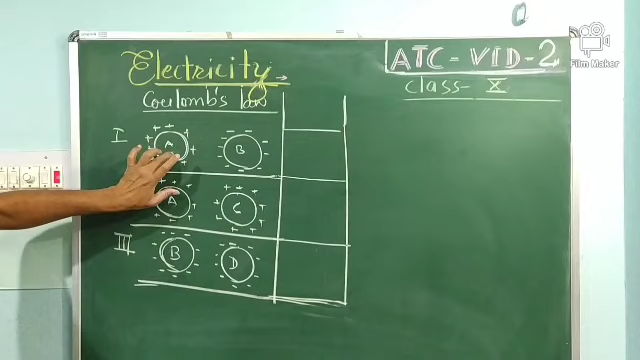 Electricity
ATC - VID - 2
Class - X
Coulomb's law
I A B
A C
III B D
Film Maker